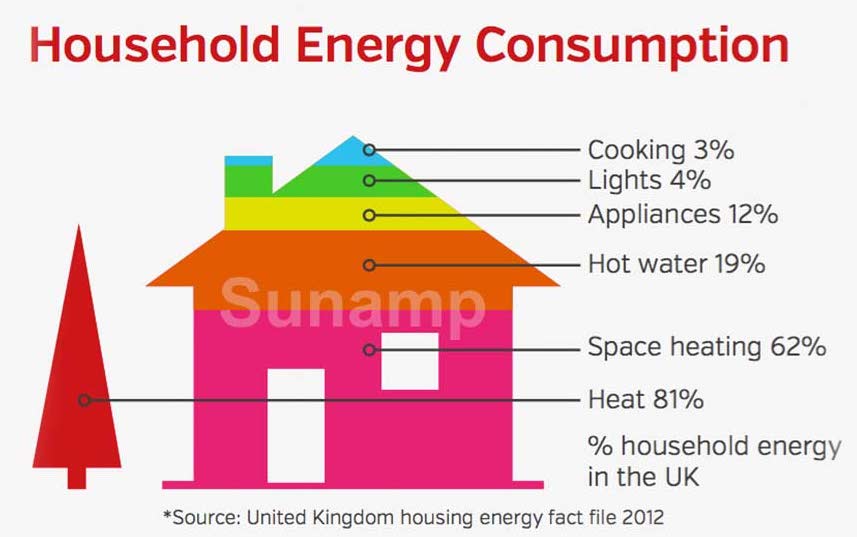 Household Energy Consumption
Cooking 3%
Lights 4%
Appliances 12%
Hot water 19%
Sunamp
Space heating 62%
Heat 81%
% household energy
in the UK
*Source: United Kingdom housing energy fact file 2012